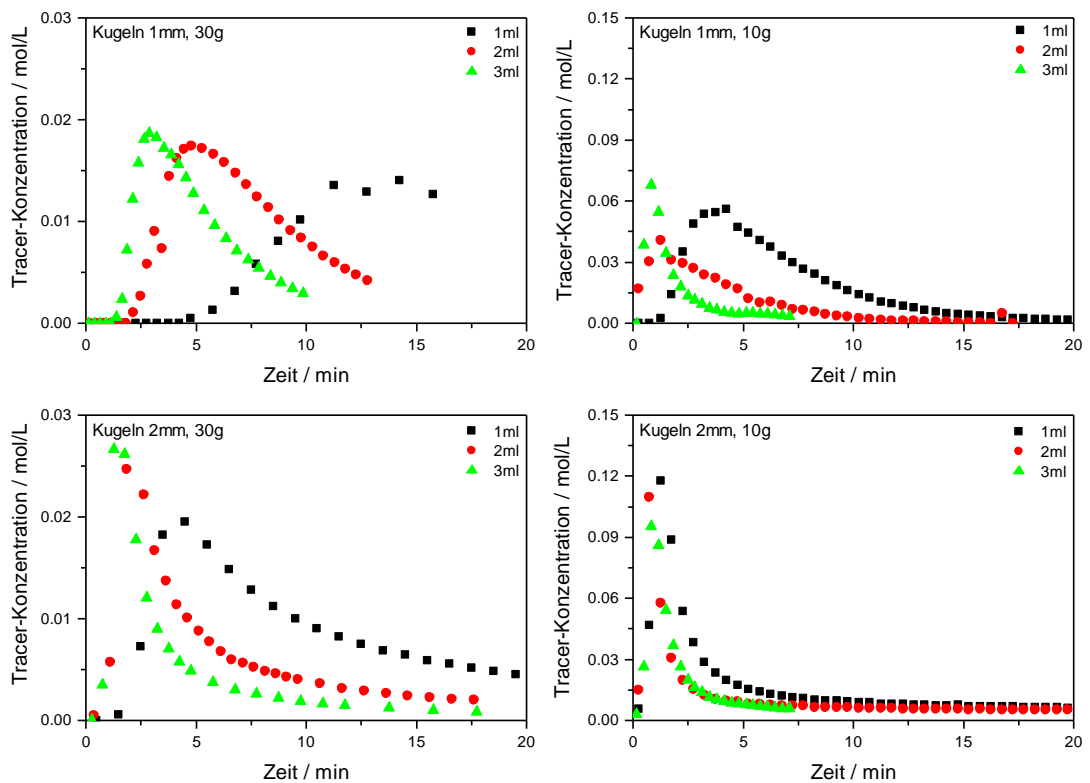 Kugeln 1mm, 30g
1ml
2ml
3ml
0.03
0.02
0.01
0.00
Tracer-Konzentration / mol/L
0 5 10 15 20
Zeit / min
Kugeln 1mm, 10g
1ml
2ml
3ml
0.15
0.12
0.09
0.06
0.03
0.00
Tracer-Konzentration / mol/L
0 5 10 15 20
Zeit / min
Kugeln 2mm, 30g
1ml
2ml
3ml
0.03
0.02
0.01
0.00
Tracer-Konzentration / mol/L
0 5 10 15 20
Zeit / min
Kugeln 2mm, 10g
1ml
2ml
3ml
0.15
0.12
0.09
0.06
0.03
0.00
Tracer-Konzentration / mol/L
0 5 10 15 20
Zeit / min